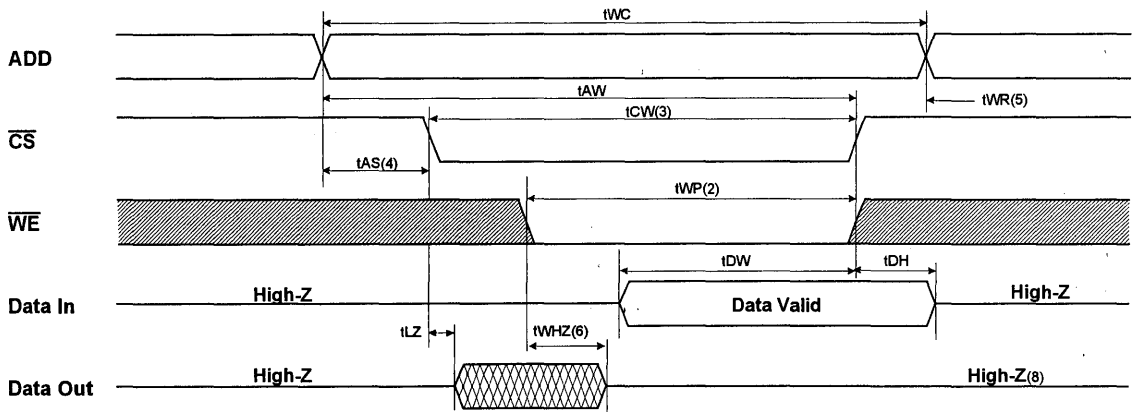 tWC
ADD
tAW
tWR(5)
tCW(3)
CS
tAS(4)
tWP(2)
WE
tDW
tDH
Data In
High-Z
Data Valid
High-Z
tLZ
tWHZ(6)
Data Out
High-Z
High-Z(8)